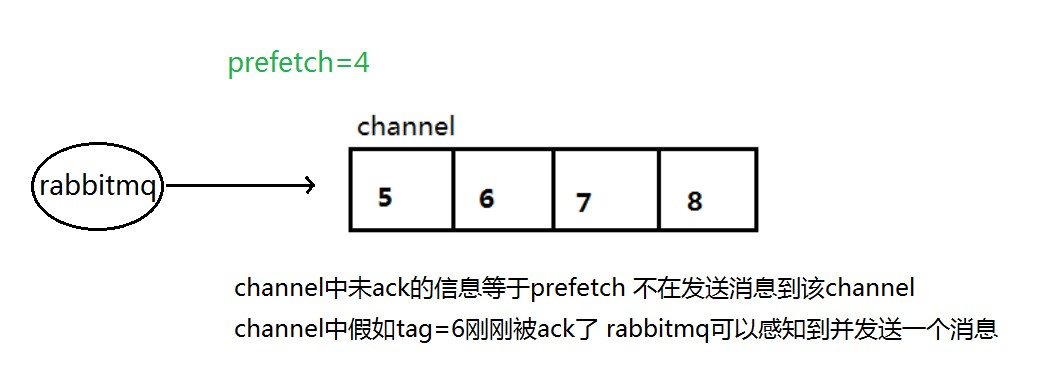 prefetch=4
channel
rabbitmq
5 6 7 8
channel中未ack的信息等于prefetch 不在发送消息到该channel
channel中假如tag=6刚刚被ack了 rabbitmq可以感知到并发送一个消息